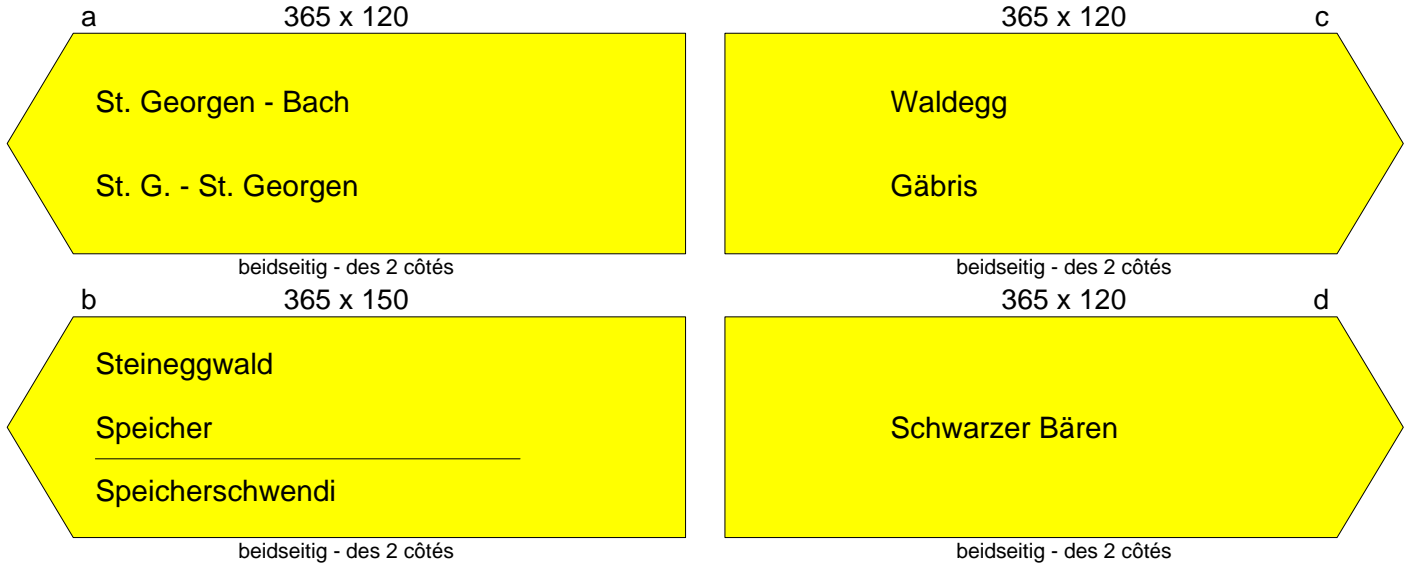 a 365 x 120
St. Georgen - Bach
St. G. - St. Georgen
beidseitig - des 2 côtés
365 x 120 c
Waldegg
Gäbris
beidseitig - des 2 côtés
b 365 x 150
Steineggwald
Speicher
Speicherschwendi
beidseitig - des 2 côtés
365 x 120 d
Schwarzer Bären
beidseitig - des 2 côtés